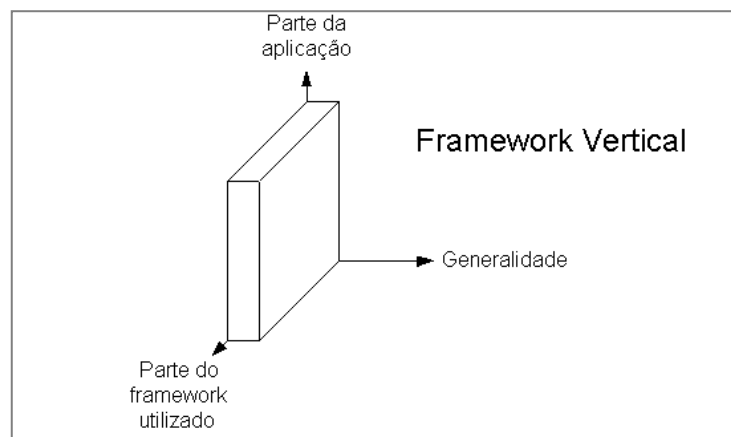 Parte da
aplicação
Framework Vertical
Generalidade
Parte do
framework
utilizado